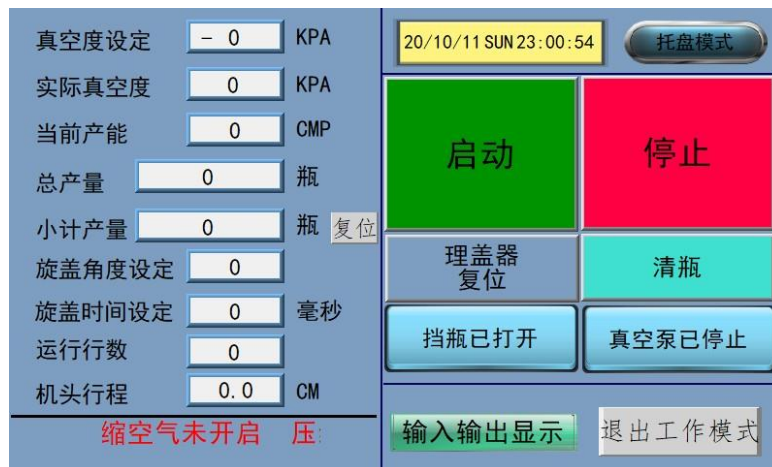 真空度设定 - 0 KPA
实际真空度 0 KPA
当前产能 0 CMP
总产量 0 瓶
小计产量 0 瓶 复位
旋盖角度设定 0
旋盖时间设定 0 毫秒
运行行数 0
机头行程 0.0 CM
缩空气未开启 压
20/10/11 SUN 23:00:54 托盘模式
启动 停止
理盖器
复位
清瓶
挡瓶已打开 真空泵已停止
输入输出显示 退出工作模式